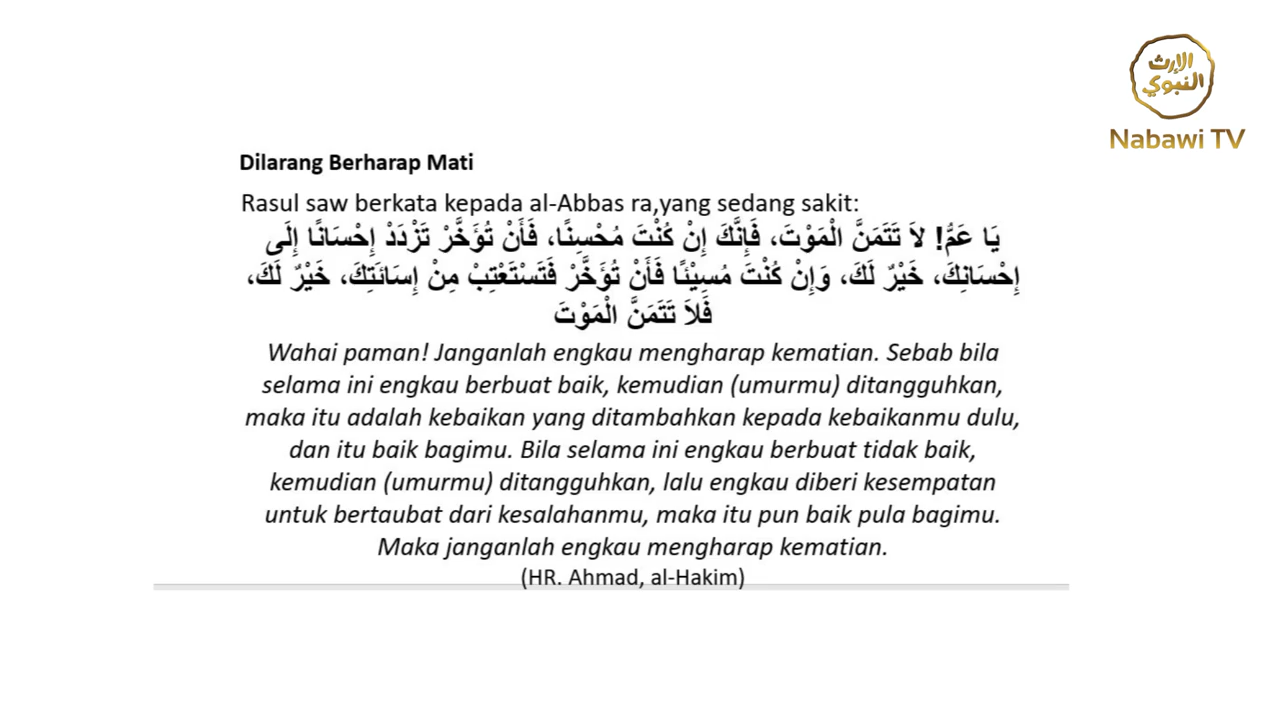 الإرث
النبوي
Nabawi TV
Dilarang Berharap Mati
Rasul saw berkata kepada al-Abbas ra,yang sedang sakit:
يَا عَمُّ! لاَ تَتَمَنَّ الْمَوْتَ، فَإِنَّكَ إِنْ كُنْتَ مُحْسِنًا، فَأَنْ تُؤَخَّرْ تَزْدَدْ إِحْسَانًا إِلَى
إِحْسَانِكَ، خَيْرٌ لَكَ، وَإِنْ كُنْتَ مُسِيْئًا فَأَنْ تُؤَخَّرْ فَتَسْتَعْتِبْ مِنْ إِسَائَتِكَ، خَيْرٌ لَكَ،
فَلاَ تَتَمَنَّ الْمَوْتَ
Wahai paman! Janganlah engkau mengharap kematian. Sebab bila
selama ini engkau berbuat baik, kemudian (umurmu) ditangguhkan,
maka itu adalah kebaikan yang ditambahkan kepada kebaikanmu dulu,
dan itu baik bagimu. Bila selama ini engkau berbuat tidak baik,
kemudian (umurmu) ditangguhkan, lalu engkau diberi kesempatan
untuk bertaubat dari kesalahanmu, maka itu pun baik pula bagimu.
Maka janganlah engkau mengharap kematian.
(HR. Ahmad, al-Hakim)